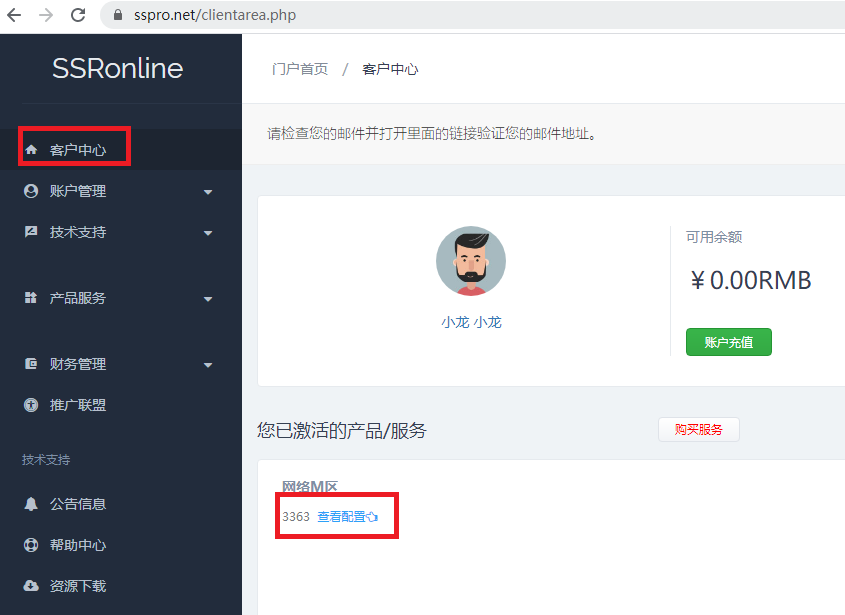 sspro.net/clientarea.php
SSRonline
门户首页 / 客户中心
客户中心
请检查您的邮件并打开里面的链接验证您的邮件地址。
账户管理
技术支持
产品服务
财务管理
推广联盟
技术支持
公告信息
帮助中心
资源下载
小龙 小龙
可用余额
￥0.00RMB
账户充值
您已激活的产品/服务
购买服务
网络M区
3363 查看配置